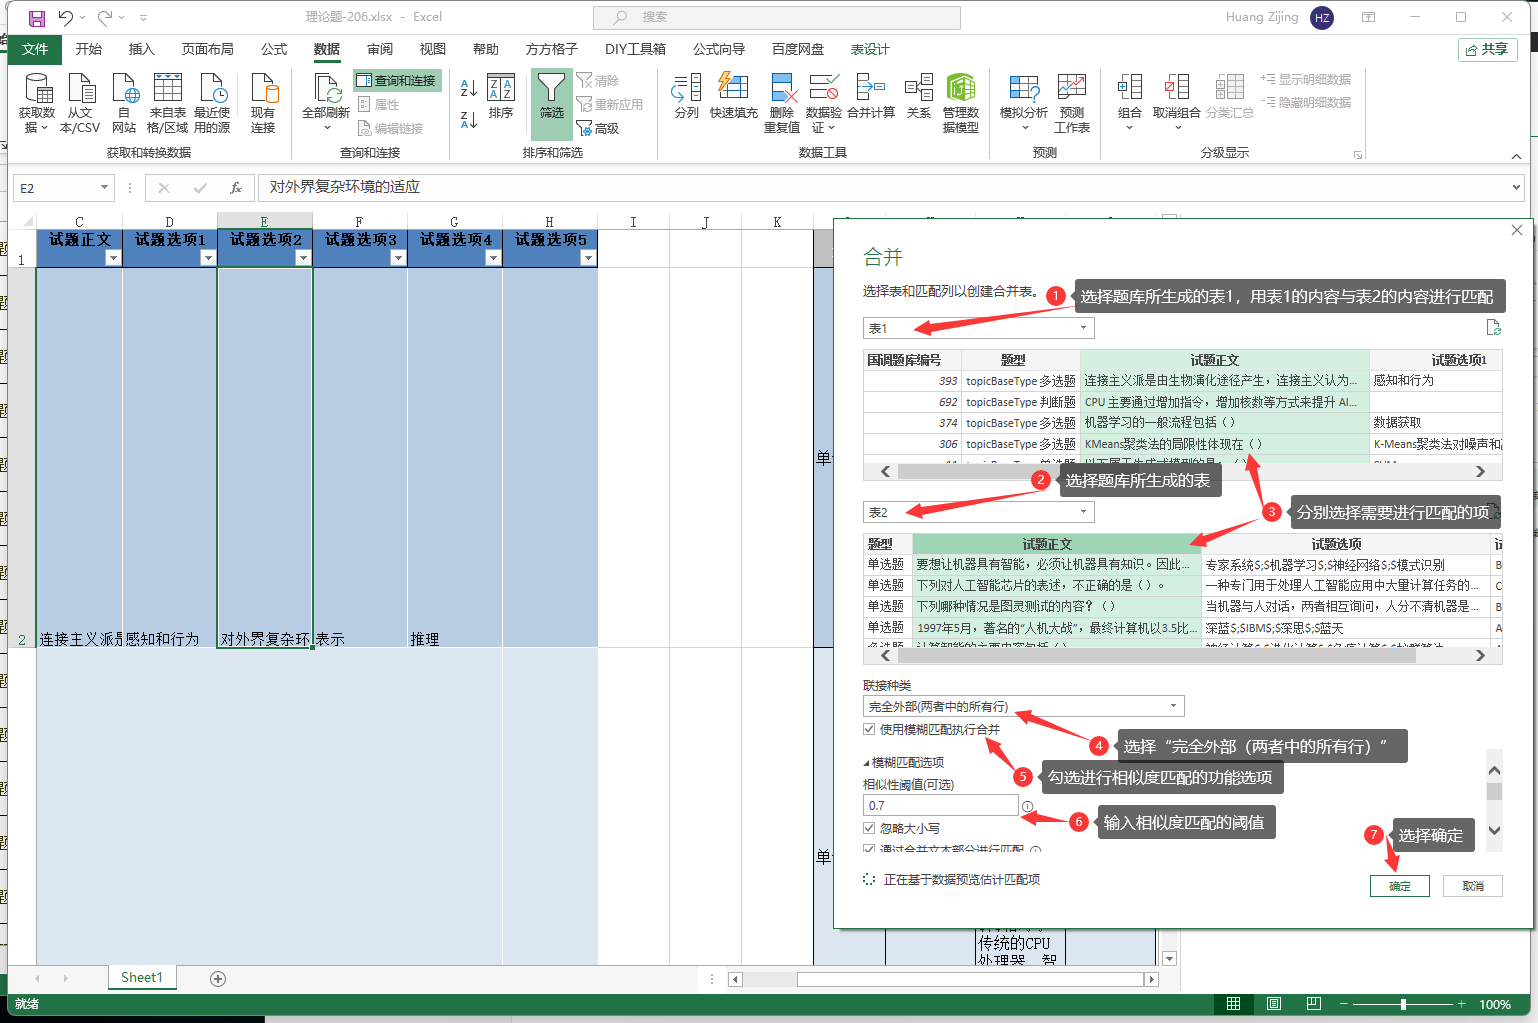 理论题-206.xlsx - Excel
搜索
Huang Zijing
HZ
文件 开始 插入 页面布局 公式 数据 审阅 视图 帮助 方方格子 DIY工具箱 公式向导 百度网盘 表设计
共享
获取数据
从文本/CSV
自网站
来自表格/区域
最近使用的源
现有连接
获取和转换数据
全部刷新
查询和连接
属性
编辑链接
查询和连接
排序
筛选
清除
重新应用
高级
排序和筛选
分列
快速填充
删除重复值
数据验证
合并计算
关系
管理数据模型
数据工具
模拟分析
预测工作表
预测
组合
取消组合
分类汇总
显示明细数据
隐藏明细数据
分级显示
E2
fx
对外界复杂环境的适应
C D E F G H I J K
1
试题正文 试题选项1 试题选项2 试题选项3 试题选项4 试题选项5
2
连接主义派是 感知和行为 对外界复杂环 表示 推理
单
单
传统的CPU
处理器，智
合并
选择表和匹配列以创建合并表。
1 选择题库所生成的表1，用表1的内容与表2的内容进行匹配
表1
国调题库编号 题型 试题正文 试题选项1
393 topicBaseType 多选题 连接主义派是由生物演化途径产生，连接主义认为... 感知和行为
692 topicBaseType 判断题 CPU 主要通过增加指令，增加核数等方式来提升 AI...
374 topicBaseType 多选题 机器学习的一般流程包括（） 数据获取
306 topicBaseType 多选题 KMeans聚类法的局限性体现在（） K-Means聚类法对噪声和
2 选择题库所生成的表
表2
3 分别选择需要进行匹配的项
题型 试题正文 试题选项
单选题 要想让机器具有智能，必须让机器具有知识。因此... 专家系统$;$机器学习$;$神经网络$;$模式识别 B
单选题 下列对人工智能芯片的表述，不正确的是（）。 一种专门用于处理人工智能应用中大量计算任务的... C
单选题 下列哪种情况是图灵测试的内容？（） 当机器与人对话，两者相互询问，人分不清机器是... B
单选题 1997年5月，著名的“人机大战”，最终计算机以3.5比... 深蓝$;$IBM$;$深思$;$蓝天 A
联接种类
完全外部(两者中的所有行)
使用模糊匹配执行合并
4 选择“完全外部（两者中的所有行）”
模糊匹配选项
5 勾选进行相似度匹配的功能选项
相似性阈值(可选)
0.7
6 输入相似度匹配的阈值
忽略大小写
通过合并文本部分进行匹配
7 选择确定
正在基于数据预览估计匹配项
确定 取消
Sheet1
就绪
100%